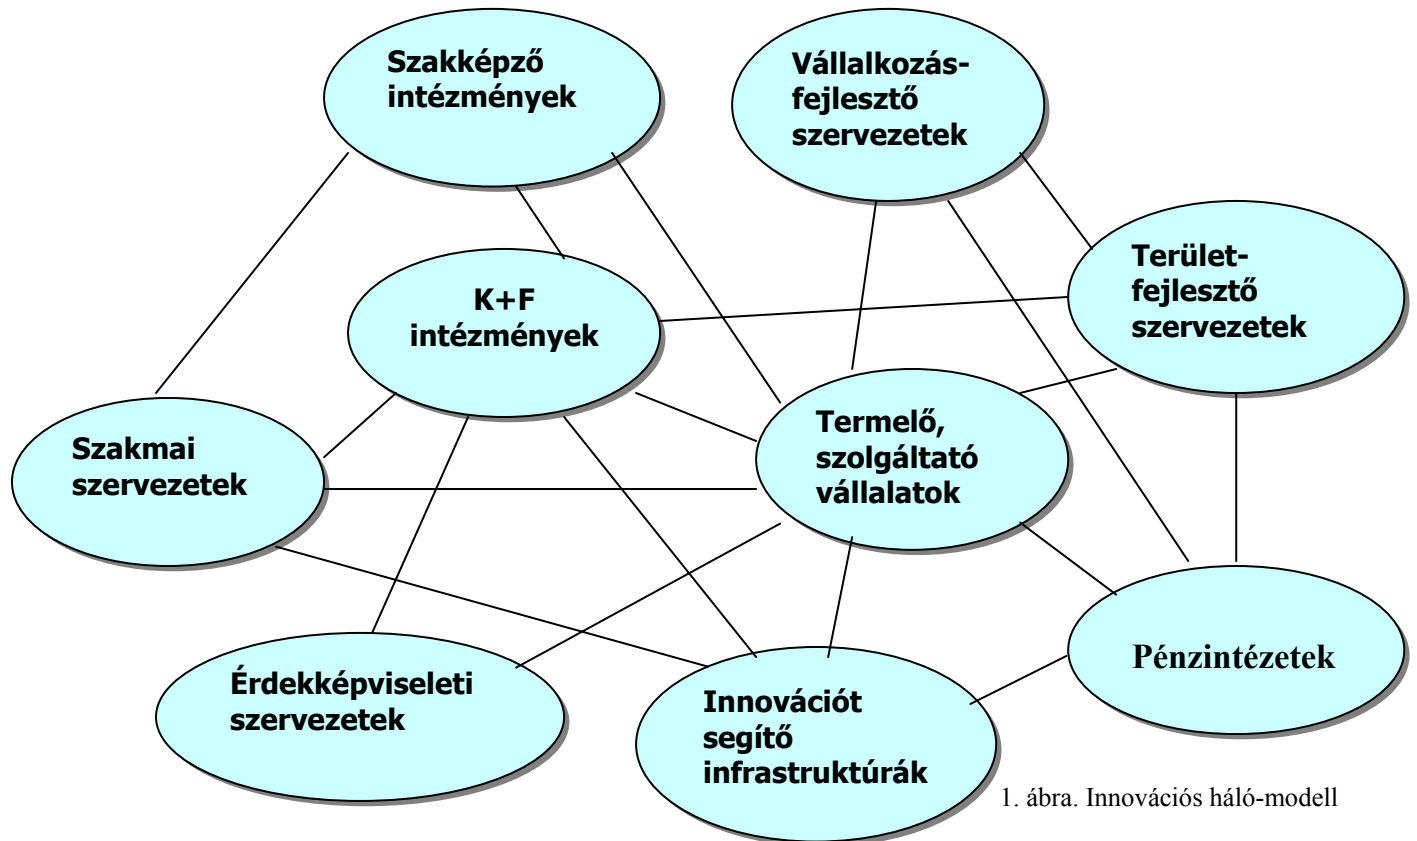 Szakképző
intézmények
Vállalkozás-
fejlesztő
szervezetek
Terület-
fejlesztő
szervezetek
K+F
intézmények
Termelő,
szolgáltató
vállalatok
Szakmai
szervezetek
Pénzintézetek
Érdekképviseleti
szervezetek
Innovációt
segítő
infrastruktúrák
1. ábra. Innovációs háló-modell